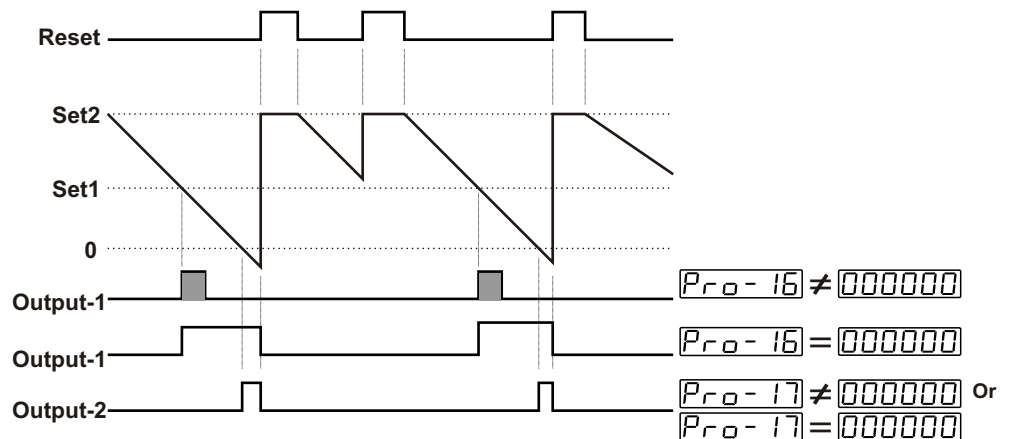 Reset
Set2
Set1
0
Output-1
Pro-16 ≠ 000000
Output-1
Pro-16 = 000000
Output-2
Pro-17 ≠ 000000 Or
Pro-17 = 000000